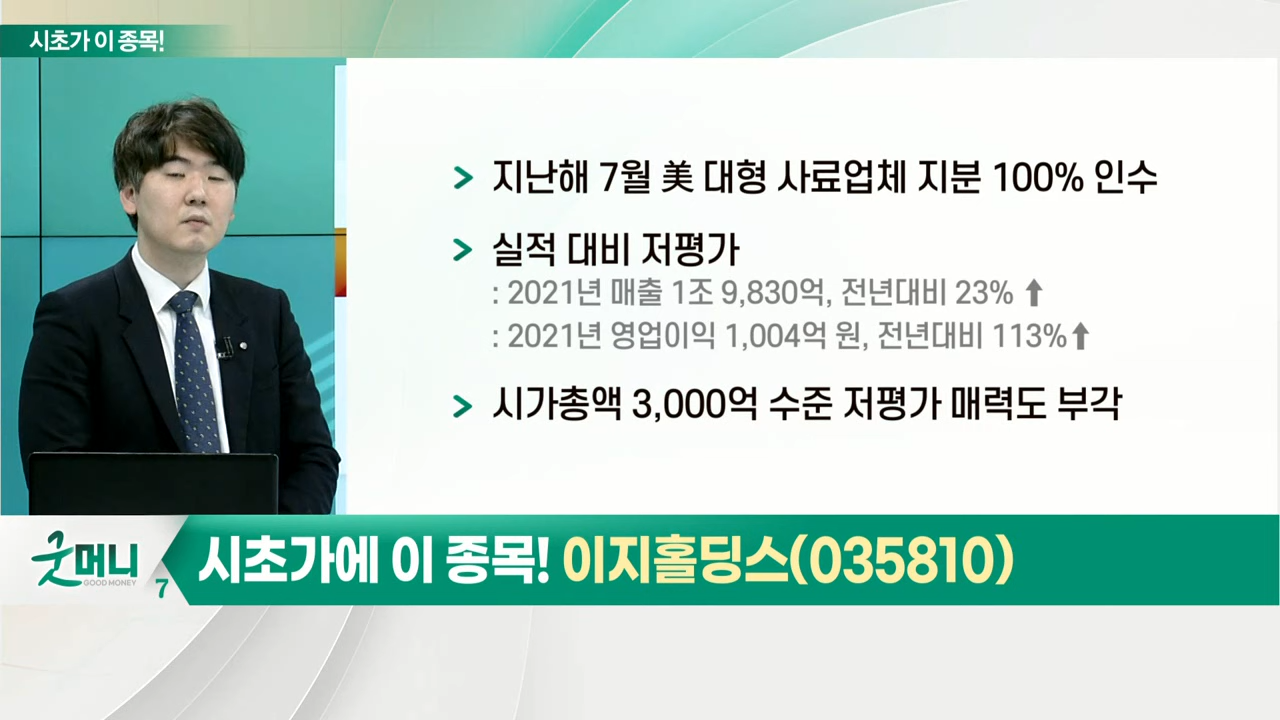 시초가 이 종목!
> 지난해 7월 美 대형 사료업체 지분 100% 인수
> 실적 대비 저평가
: 2021년 매출 1조 9,830억, 전년대비 23% ↑
: 2021년 영업이익 1,004억 원, 전년대비 113%↑
> 시가총액 3,000억 수준 저평가 매력도 부각
굿머니
GOOD MONEY
7
시초가에 이 종목! 이지홀딩스(035810)